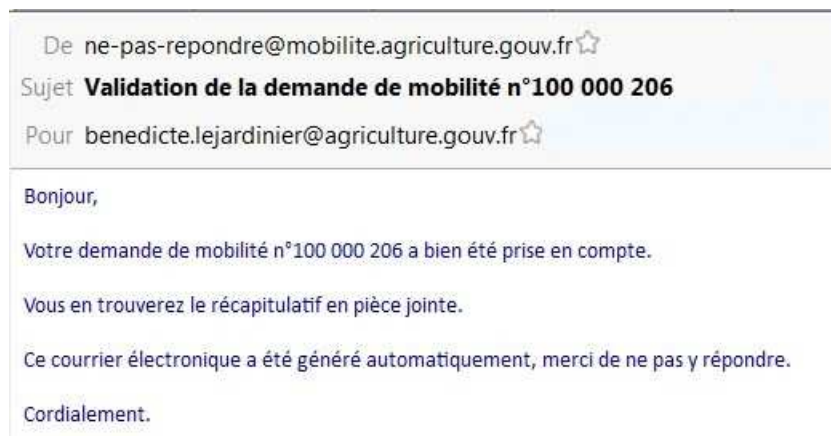 De ne-pas-repondre@mobilite.agriculture.gouv.fr
Sujet Validation de la demande de mobilité n°100 000 206
Pour benedicte.lejardinier@agriculture.gouv.fr
Bonjour,
Votre demande de mobilité n°100 000 206 a bien été prise en compte.
Vous en trouverez le récapitulatif en pièce jointe.
Ce courrier électronique a été généré automatiquement, merci de ne pas y répondre.
Cordialement.